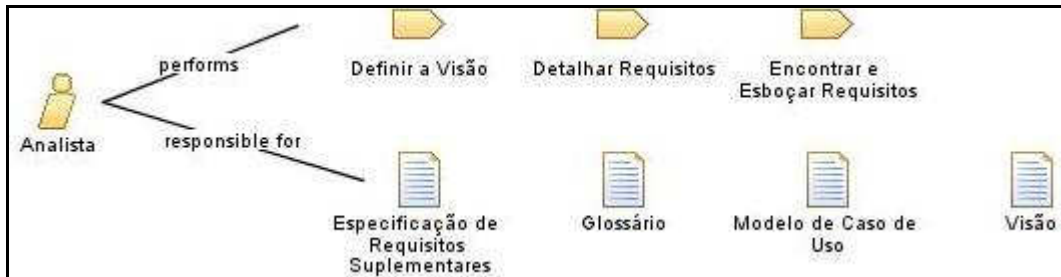 performs
Definir a Visão
Detalhar Requisitos
Encontrar e
Esboçar Requisitos
Analista
responsible for
Especificação de
Requisitos
Suplementares
Glossário
Modelo de Caso de
Uso
Visão